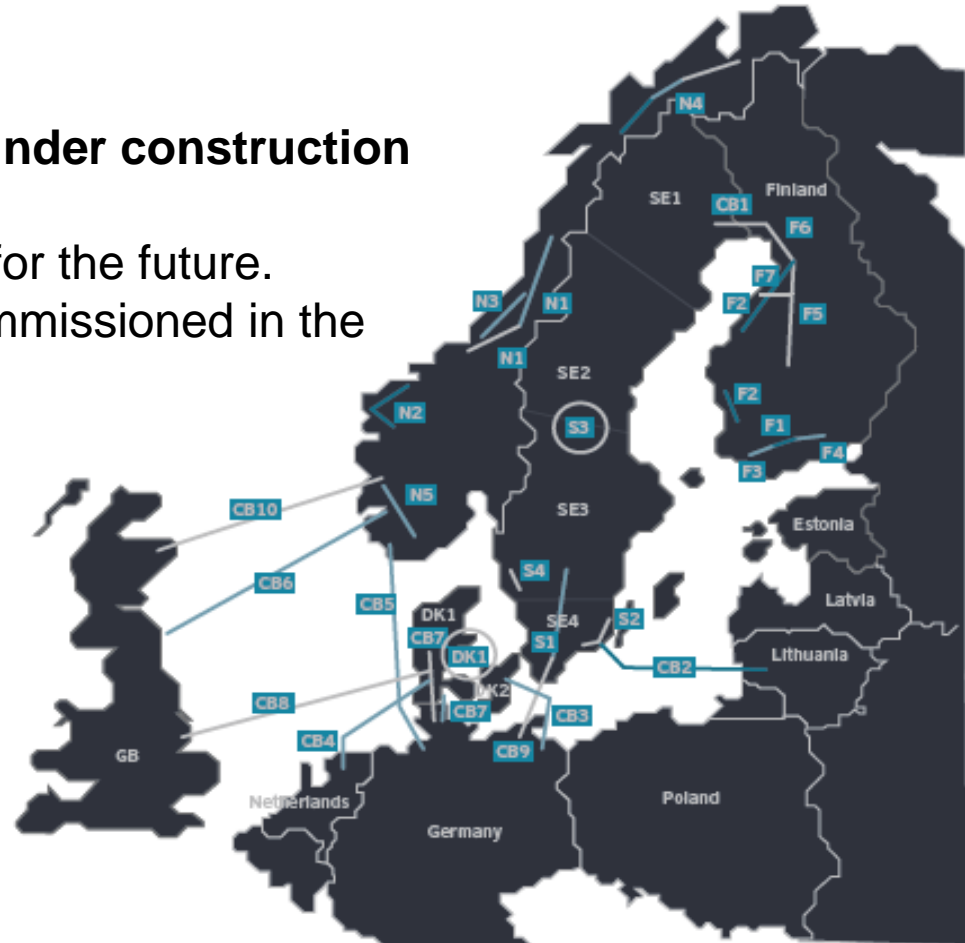 nder construction
for the future.
mmissioned in the
N4
SE1
Finland
CB1
F6
F7
N3
N1
F2
F5
N1
SE2
F2
N2
S3
F1
F4
F3
N5
CB10
SE3
Estonia
S4
CB6
CB5
Latvia
DK1
SE4
S2
CB7
S1
DK1
Lithuania
CB2
DK2
CB8
CB7
CB3
CB4
CB9
GB
Netherlands
Poland
Germany